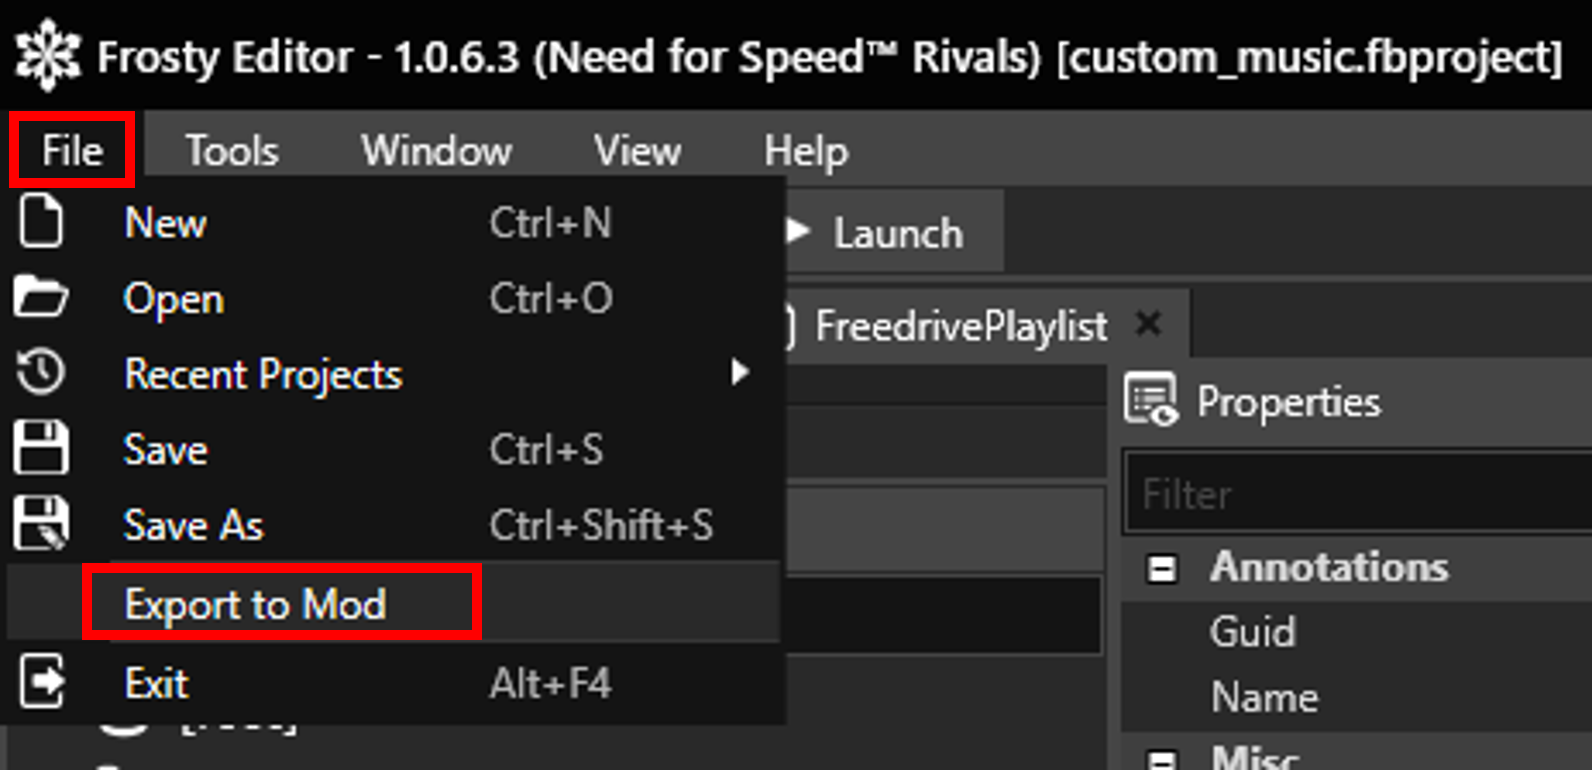 Frosty Editor - 1.0.6.3 (Need for Speed™ Rivals) [custom_music.fbproject]
File Tools Window View Help
New Ctrl+N
Launch
Open Ctrl+O
FreedrivePlaylist
Recent Projects
Properties
Save Ctrl+S
Filter
Save As Ctrl+Shift+S
Annotations
Export to Mod
Guid
Exit Alt+F4
Name
Misc